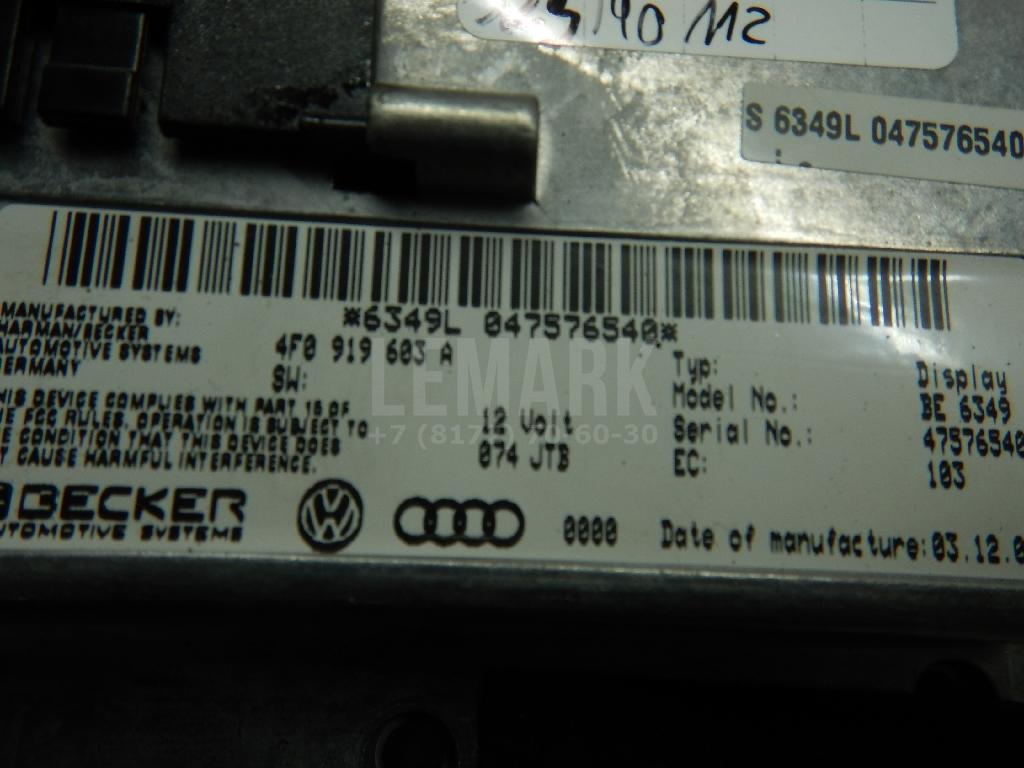 112
S 6349L 047576540
*6349L 047576540*
MANUFACTURED BY:
HARMAN/BECKER
AUTOMOTIVE SYSTEMS
GERMANY
4F0 919 603 A
SW:
THIS DEVICE COMPLIES WITH PART 15 OF
THE FCC RULES. OPERATION IS SUBJECT TO
THE CONDITION THAT THIS DEVICE DOES
NOT CAUSE HARMFUL INTERFERENCE.
12 Volt
074 JTB
Typ: Display
Model No.: BE 6349
Serial No.: 47576540
EC: 103
LEMARK
BECKER
AUTOMOTIVE SYSTEMS
0000
Date of manufacture: 03.12.0